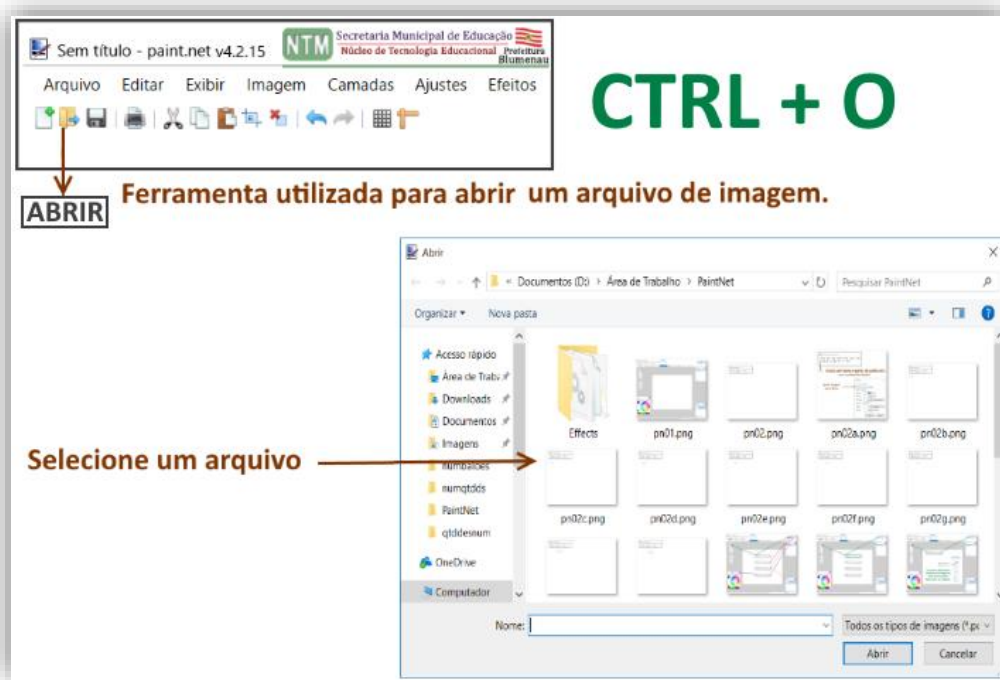 Sem título - paint.net v4.2.15
NTM
Secretaria Municipal de Educação
Núcleo de Tecnologia Educacional
Prefeitura
Blumenau
Arquivo Editar Exibir Imagem Camadas Ajustes Efeitos
CTRL + O
ABRIR
Ferramenta utilizada para abrir um arquivo de imagem.
Abrir
« Documentos (D:) › Área de Trabalho › PaintNet
Pesquisar PaintNet
Organizar Nova pasta
Acesso rápido
Área de Traba
Downloads
Documentos
Imagens
numbaloes
numqtdds
PaintNet
qtddesnum
OneDrive
Computador
Effects pn01.png pn02.png pn02a.png pn02b.png
pn02c.png pn02d.png pn02e.png pn02f.png pn02g.png
Selecione um arquivo
Nome:
Todos os tipos de imagens (*.p
Abrir Cancelar